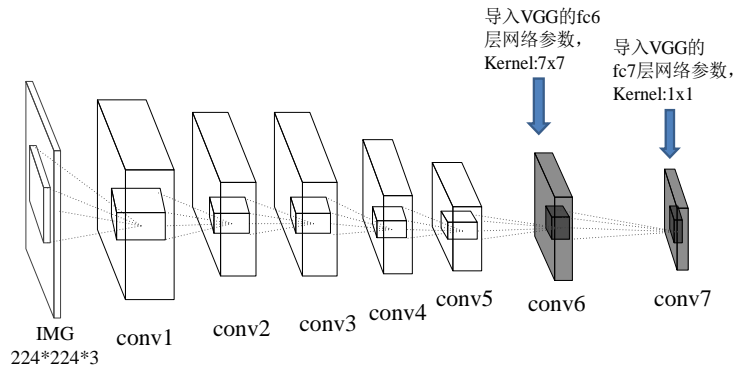 导入VGG的fc6
层网络参数，
Kernel:7x7
导入VGG的
fc7层网络参数，
Kernel:1x1
IMG
224*224*3
conv1
conv2
conv3
conv4
conv5
conv6
conv7